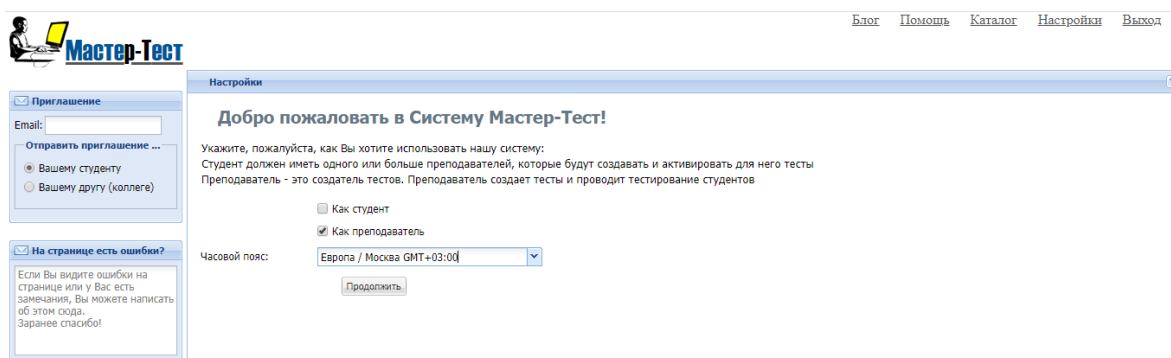 Блог Помощь Каталог Настройки Выход
Мастер-Тест
Настройки
Приглашение
Email:
Отправить приглашение ...
Вашему студенту
Вашему другу (коллеге)
На странице есть ошибки?
Если Вы видите ошибки на
странице или у Вас есть
замечания, Вы можете написать
об этом сюда.
Заранее спасибо!
Добро пожаловать в Систему Мастер-Тест!
Укажите, пожалуйста, как Вы хотите использовать нашу систему:
Студент должен иметь одного или больше преподавателей, которые будут создавать и активировать для него тесты
Преподаватель - это создатель тестов. Преподаватель создает тесты и проводит тестирование студентов
Как студент
Как преподаватель
Часовой пояс: Европа / Москва GMT+03:00
Продолжить